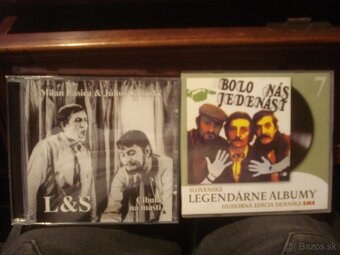 Milan Lasica & Július Satinský
L&S
Cibuľa
na masti
7
BOLO NÁS
JEDENÁSŤ
SLOVENSKÉ
LEGENDÁRNE ALBUMY
HUDOBNÁ EDÍCIA DENNÍKA SME
Bazos.sk